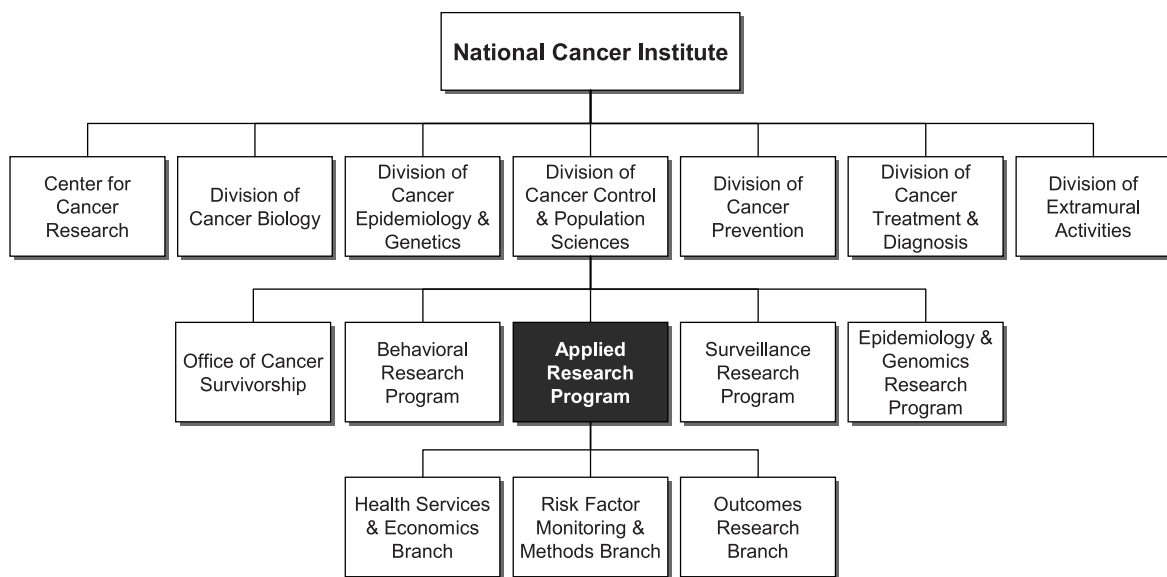 National Cancer Institute
Center for
Cancer
Research
Division of
Cancer Biology
Division of
Cancer
Epidemiology &
Genetics
Division of
Cancer Control
& Population
Sciences
Division of
Cancer
Prevention
Division of
Cancer
Treatment &
Diagnosis
Division of
Extramural
Activities
Office of Cancer
Survivorship
Behavioral
Research
Program
Applied
Research
Program
Surveillance
Research
Program
Epidemiology &
Genomics
Research
Program
Health Services
& Economics
Branch
Risk Factor
Monitoring &
Methods Branch
Outcomes
Research
Branch